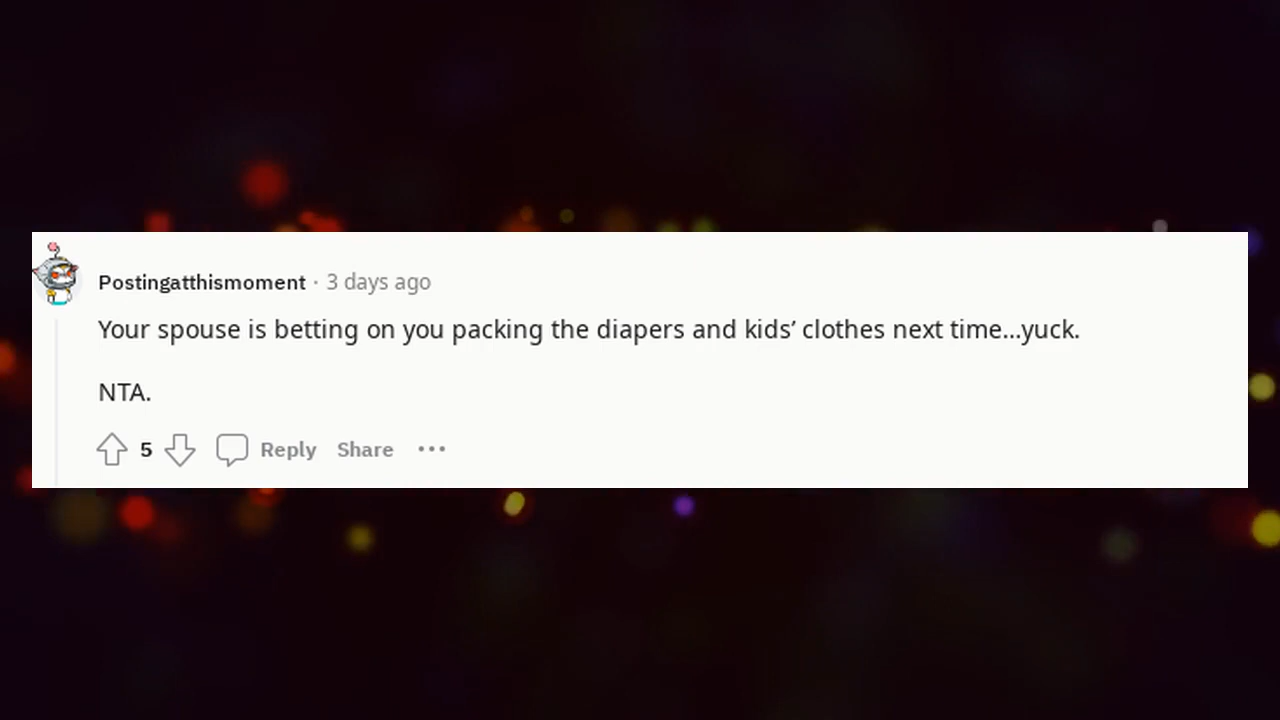 Postingatthismoment · 3 days ago
Your spouse is betting on you packing the diapers and kids’ clothes next time...yuck.
NTA.
5 Reply Share